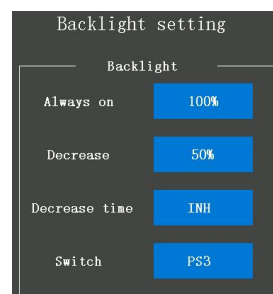 Backlight setting
Backlight
Always on 100%
Decrease 50%
Decrease time INH
Switch PS3